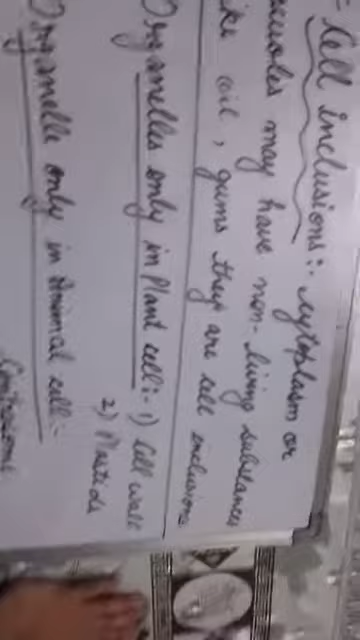 = Cell inclusions:- cytoplasm or
vacuoles may have non-living substances
like oil, gums they are cell inclusions
Organelles only in Plant cell:- 1) Cell wall
2) Plastids
Organelle only in Animal cell:-
Centrosome